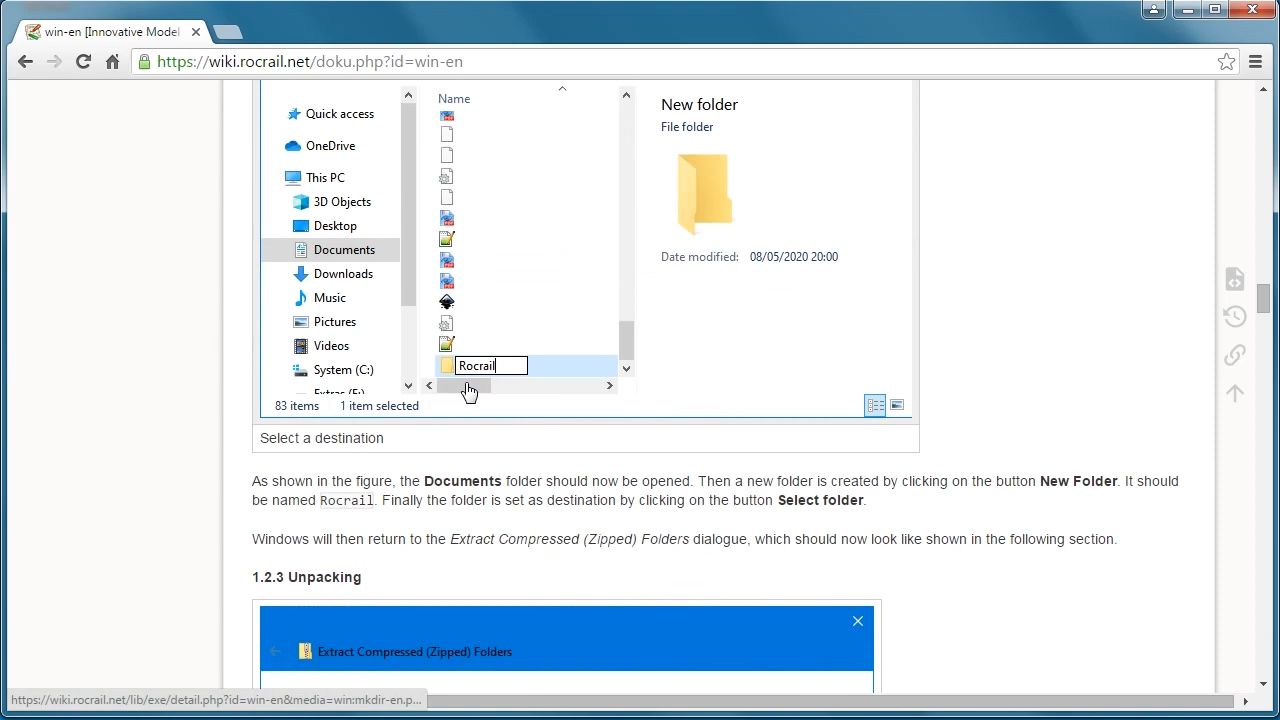 win-en [Innovative Model
https://wiki.rocrail.net/doku.php?id=win-en
Name
New folder
File folder
Quick access
OneDrive
This PC
3D Objects
Desktop
Documents
Downloads
Music
Pictures
Videos
System (C:)
Extras (E:)
Date modified: 08/05/2020 20:00
Rocrail
83 items 1 item selected
Select a destination
As shown in the figure, the Documents folder should now be opened. Then a new folder is created by clicking on the button New Folder. It should
be named Rocrail. Finally the folder is set as destination by clicking on the button Select folder.
Windows will then return to the Extract Compressed (Zipped) Folders dialogue, which should now look like shown in the following section.
1.2.3 Unpacking
Extract Compressed (Zipped) Folders
https://wiki.rocrail.net/lib/exe/detail.php?id=win-en&media=win:mkdir-en.p...